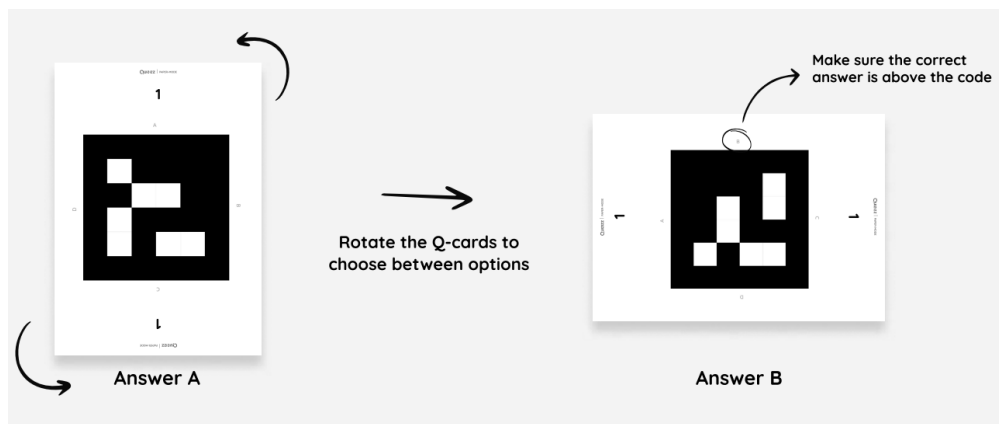 Make sure the correct
answer is above the code
1
A
B
B
D
A
C
1
1
Rotate the Q-cards to
choose between options
C
D
1
Answer A
Answer B